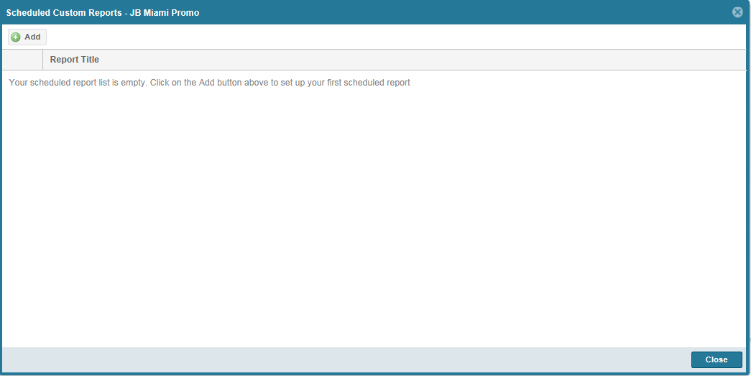 Scheduled Custom Reports - JB Miami Promo
Add
Report Title
Your scheduled report list is empty. Click on the Add button above to set up your first scheduled report
Close